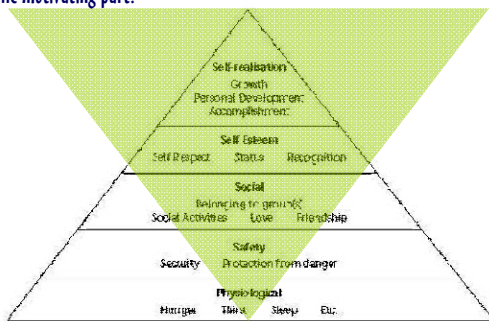 the motivating part.
Self-realisation
Growth
Personal Development
Accomplishment
Self Esteem
Self Respect Status Recognition
Social
Belonging to group(s)
Social Activities Love Friendship
Safety
Security Protection from danger
Physiological
Hunger Thirst Sleep Etc.